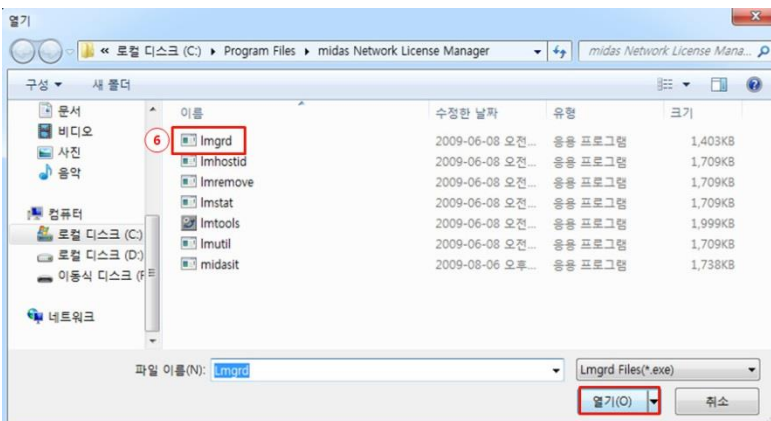 열기
« 로컬 디스크 (C:) ▸ Program Files ▸ midas Network License Manager
midas Network License Mana...
구성 ▾ 새 폴더
이름 수정한 날짜 유형 크기
문서
비디오
사진
음악
컴퓨터
로컬 디스크 (C:)
로컬 디스크 (D:)
이동식 디스크 (F
네트워크
6
lmgrd 2009-06-08 오전... 응용 프로그램 1,403KB
lmhostid 2009-06-08 오전... 응용 프로그램 1,709KB
lmremove 2009-06-08 오전... 응용 프로그램 1,709KB
lmstat 2009-06-08 오전... 응용 프로그램 1,709KB
lmtools 2009-06-08 오전... 응용 프로그램 1,999KB
lmutil 2009-06-08 오전... 응용 프로그램 1,709KB
midasit 2009-08-06 오후... 응용 프로그램 1,738KB
파일 이름(N): Lmgrd Lmgrd Files(*.exe)
열기(O) 취소